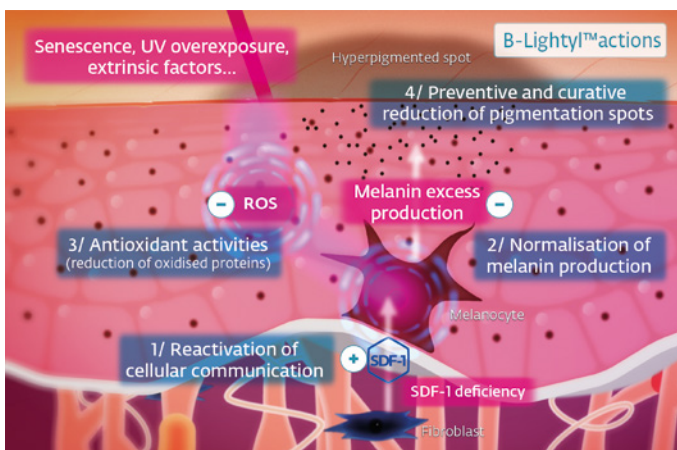 Senescence, UV overexposure,
extrinsic factors...
B-Lightyl™actions
Hyperpigmented spot
4/ Preventive and curative
reduction of pigmentation spots
ROS
Melanin excess
production
3/ Antioxidant activities
(reduction of oxidised proteins)
2/ Normalisation of
melanin production
Melanocyte
1/ Reactivation of
cellular communication
SDF-1
SDF-1 deficiency
Fibroblast